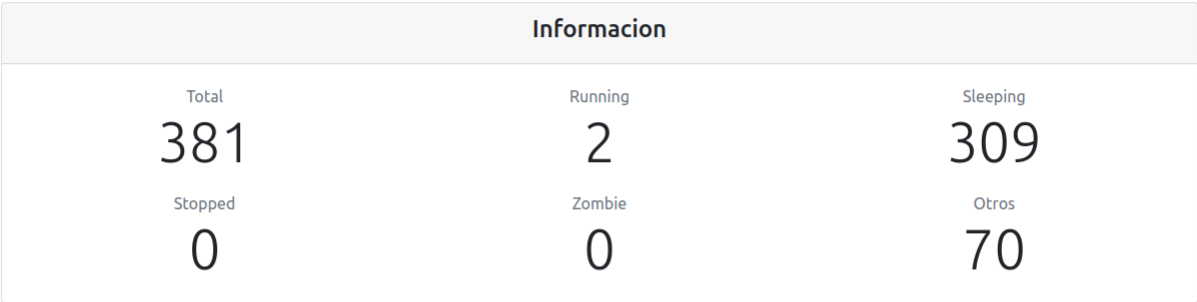 Informacion
Total Running Sleeping
381 2 309
Stopped Zombie Otros
0 0 70